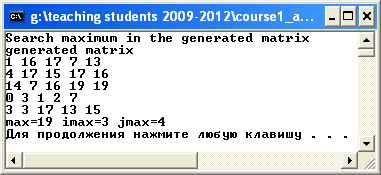 g:\teaching students 2009-2012\course1_a...
Search maximum in the generated matrix
generated matrix
1 16 17 7 13
4 17 15 17 16
14 7 16 19 19
0 3 1 2 7
3 3 17 13 15
max=19 imax=3 jmax=4
Для продолжения нажмите любую клавишу . . .